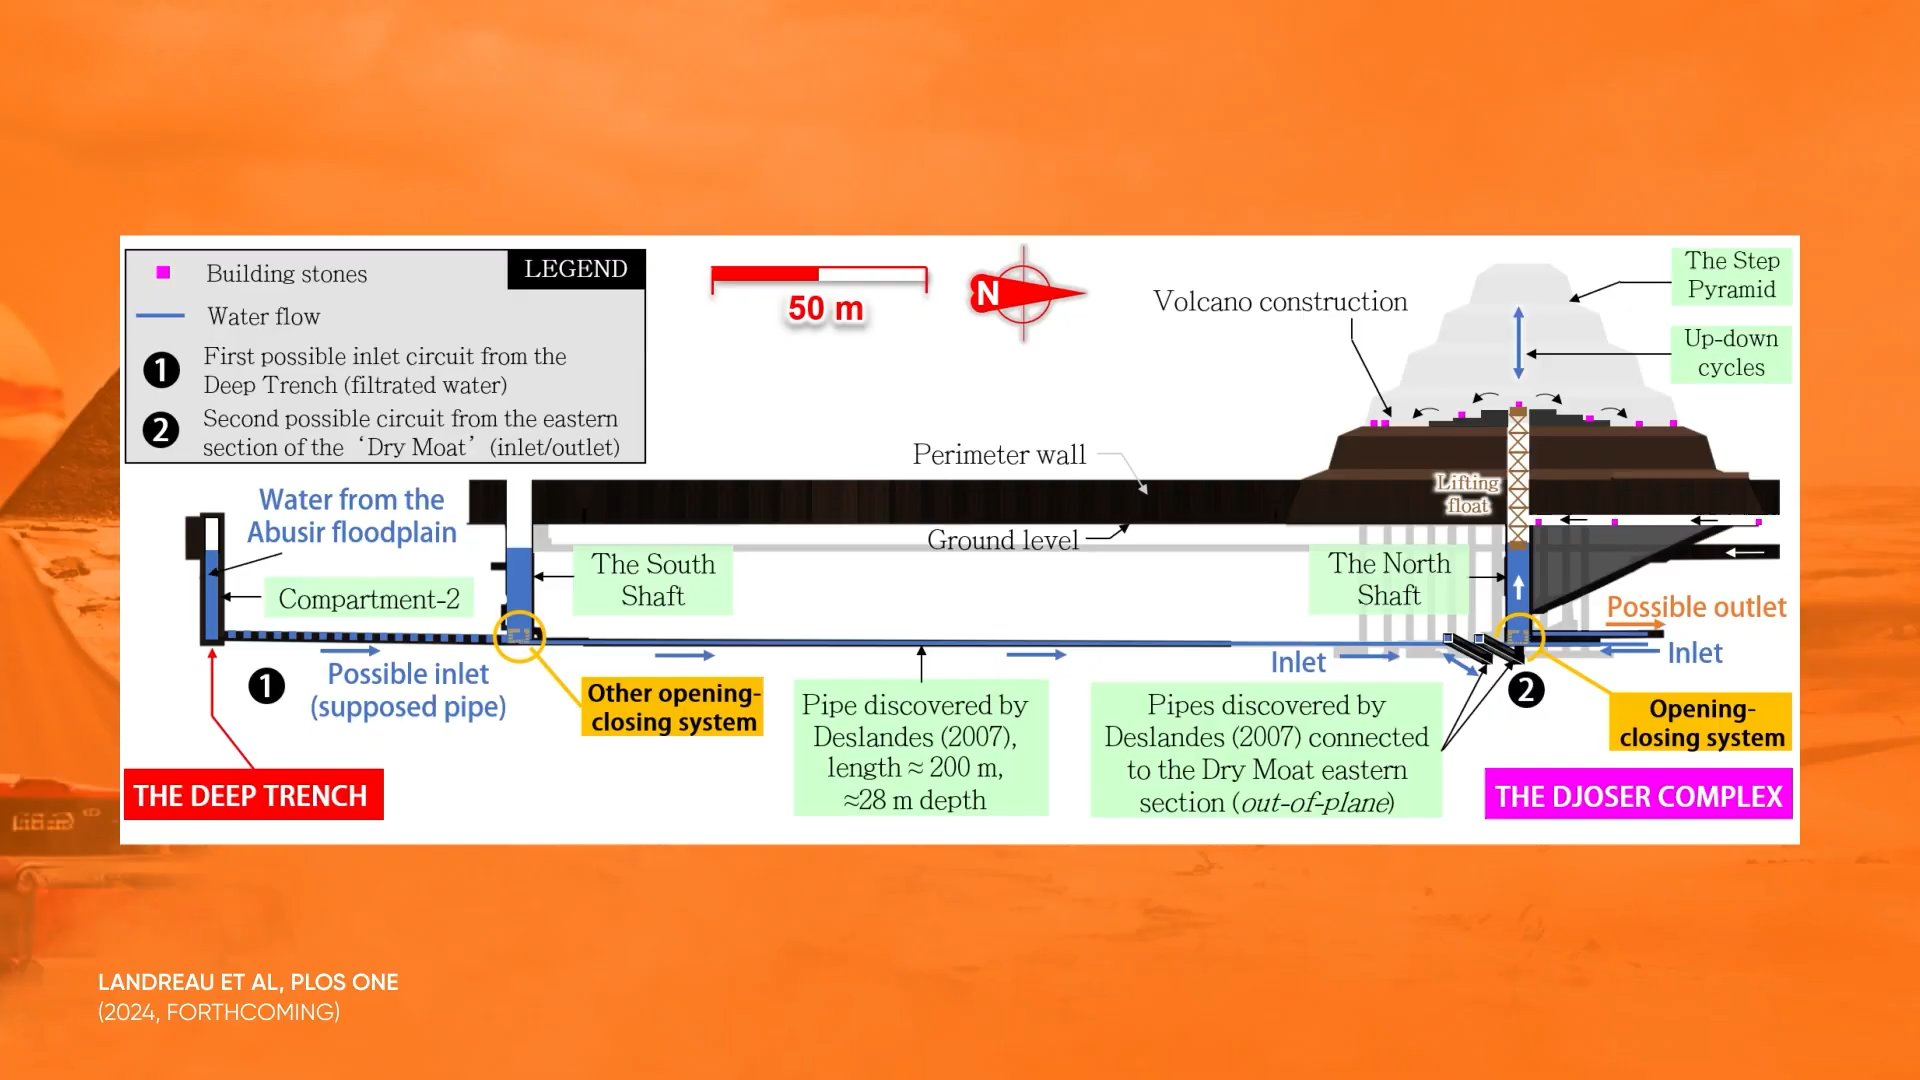 LEGEND
Building stones
Water flow
1
First possible inlet circuit from the
Deep Trench (filtrated water)
2
Second possible circuit from the eastern
section of the ‘Dry Moat’ (inlet/outlet)
50 m
N
Volcano construction
The Step
Pyramid
Up-down
cycles
Perimeter wall
Ground level
Lifting
float
Water from the
Abusir floodplain
Compartment-2
The South
Shaft
The North
Shaft
Possible outlet
Inlet
Inlet
1
Possible inlet
(supposed pipe)
Other opening-
closing system
Pipe discovered by
Deslandes (2007),
length ≈ 200 m,
≈28 m depth
Pipes discovered by
Deslandes (2007) connected
to the Dry Moat eastern
section (out-of-plane)
2
Opening-
closing system
THE DEEP TRENCH
THE DJOSER COMPLEX
LANDREAU ET AL, PLOS ONE
(2024, FORTHCOMING)